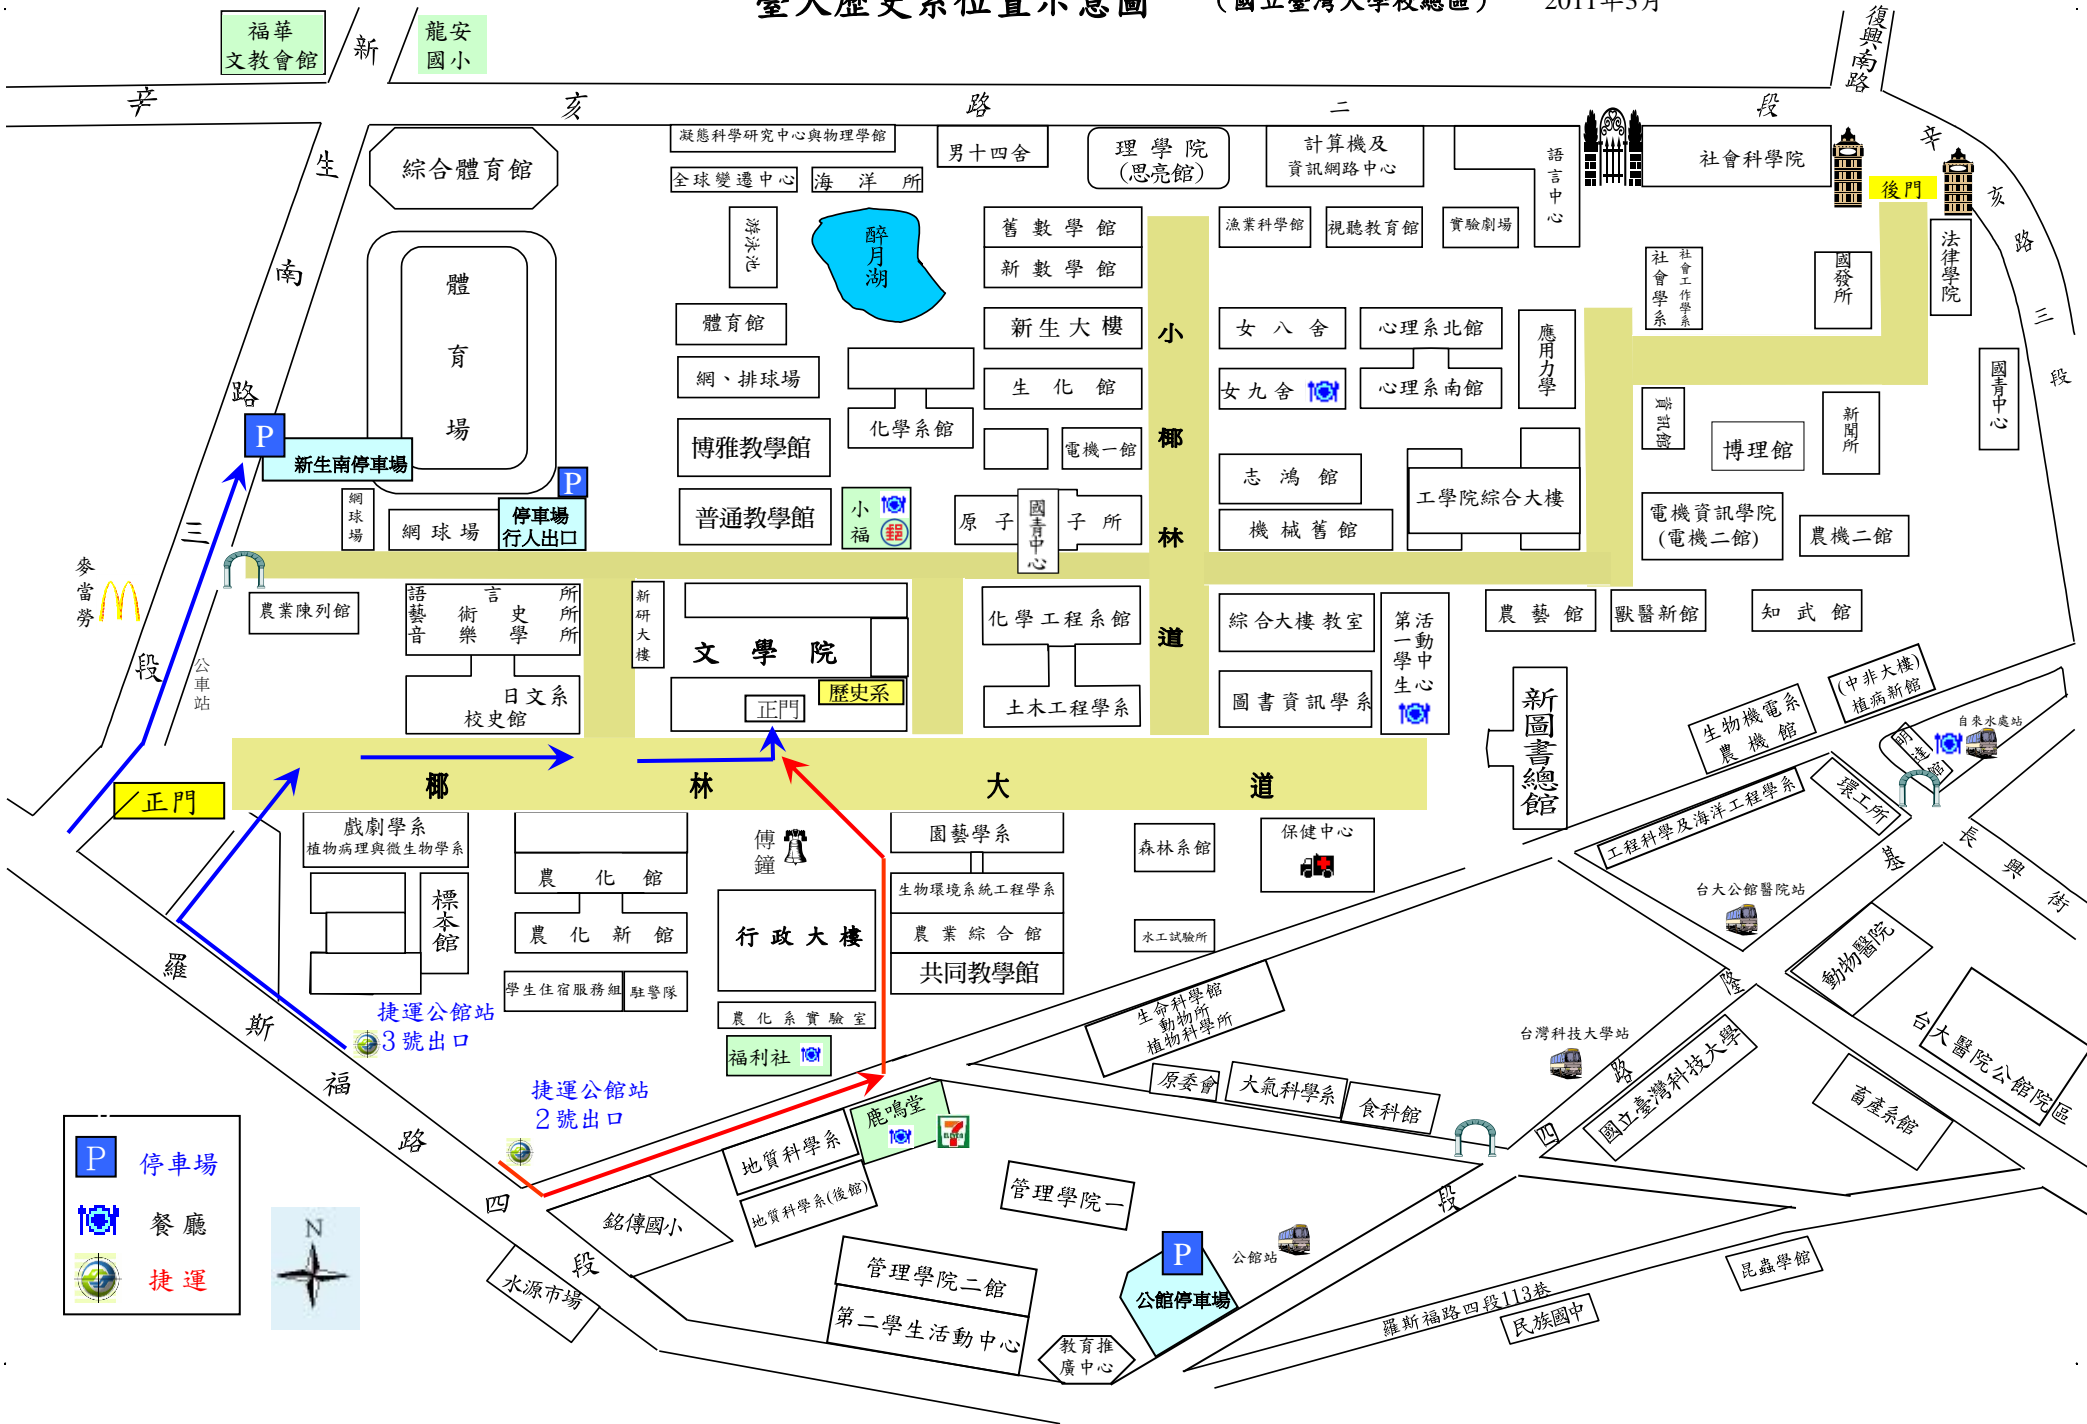 臺大歷史系位置示意圖 (國立臺灣大學校總區) 2011年3月
福華
文教會館
新
龍安
國小
復興南路
辛
亥
路
二
段
辛
亥
路
三
段
生
南
路
三
段
綜合體育館
凝態科學研究中心與物理學館
男十四舍
理學院
(思亮館)
計算機及
資訊網路中心
語言中心
社會科學院
後門
全球變遷中心
海洋所
游泳池
醉月湖
舊數學館
新數學館
漁業科學館
視聽教育館
實驗劇場
社會學系
社會工作學系
國發所
法律學院
體育場
體育館
新生大樓
小椰林道
女八舍
心理系北館
應用力學
網、排球場
生化館
女九舍
心理系南館
國青中心
化學系館
博雅教學館
電機一館
資訊館
博理館
新聞所
P
新生南停車場
P
網球場
網球場
停車場
行人出口
普通教學館
小福
郵
原子
國青中心
子所
志鴻館
機械舊館
工學院綜合大樓
電機資訊學院
(電機二館)
農機二館
麥當勞
農業陳列館
語言所
藝術史所
音樂學所
新研大樓
文學院
化學工程系館
綜合大樓教室
第一學生活動中心
農藝館
獸醫新館
知武館
公車站
日文系
校史館
歷史系
正門
土木工程學系
圖書資訊學系
新圖書總館
生物機電系
農機館
(中非大樓)
植病新館
自來水處站
明達館
椰林大道
正門
戲劇學系
植物病理與微生物學系
傅鐘
園藝學系
森林系館
保健中心
工程科學及海洋工程學系
環工所
基
隆
路
四
段
長興街
農化館
標本館
生物環境系統工程學系
台大公館醫院站
農化新館
行政大樓
農業綜合館
水工試驗所
動物醫院
共同教學館
學生住宿服務組
駐警隊
農化系實驗室
生命科學館
動物所
植物科學所
台大醫院公館院區
羅
斯
福
路
四
段
捷運公館站
3號出口
福利社
捷運公館站
2號出口
鹿鳴堂
7
ELEVEN
原委會
大氣科學系
食科館
台灣科技大學站
國立臺灣科技大學
畜產系館
地質科學系
地質科學系(後館)
管理學院一
銘傳國小
水源市場
管理學院二館
第二學生活動中心
P
公館停車場
公館站
教育推
廣中心
羅斯福路四段113巷
民族國中
昆蟲學館
P 停車場
餐廳
捷運
N